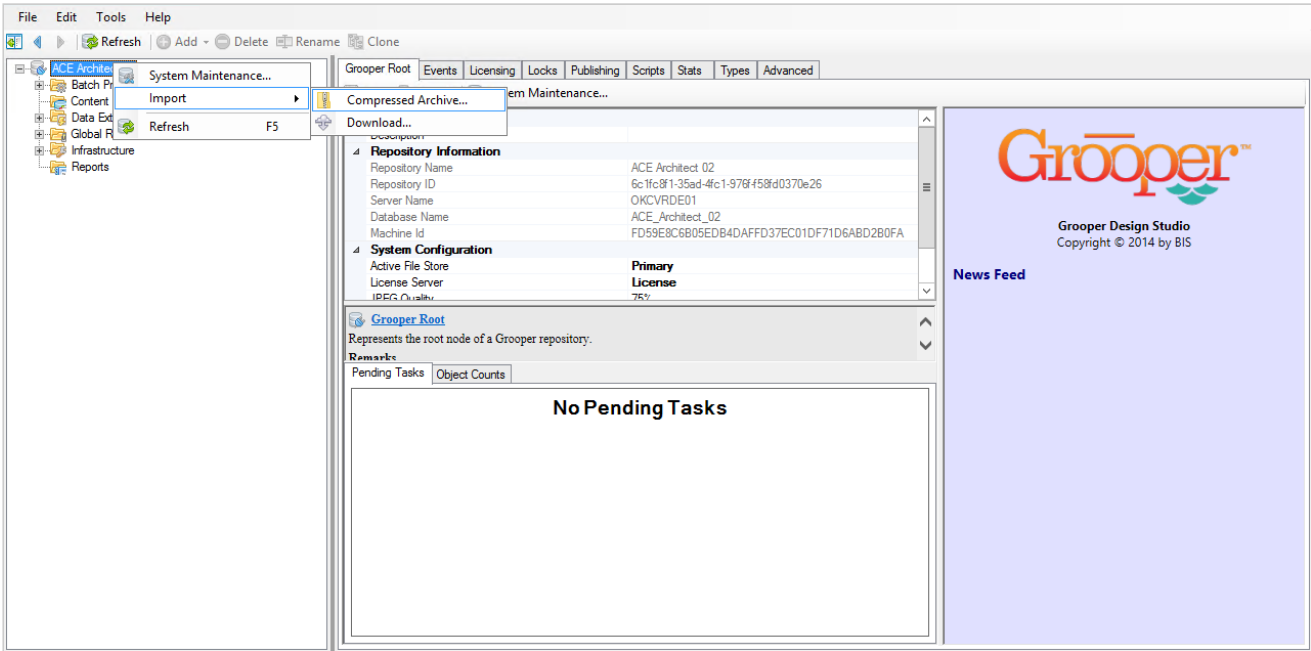 File Edit Tools Help
Refresh Add Delete Rename Clone
ACE Architect
Batch
Content
Data
Global
Infrastructure
Reports
System Maintenance...
Import
Refresh F5
Compressed Archive...
Download...
Grooper Root Events Licensing Locks Publishing Scripts Stats Types Advanced
Maintenance...
Description
Repository Information
Repository Name ACE Architect 02
Repository ID 6c1fc8f1-35ad-4fc1-976f-f58fd0370e26
Server Name OKCVRDE01
Database Name ACE_Architect_02
Machine Id FD59E8C6B05EDB4DAFFD37EC01DF71D6ABD2B0FA
System Configuration
Active File Store Primary
License Server License
JPEG Quality 75%
Grooper Root
Represents the root node of a Grooper repository.
Remarks
Pending Tasks Object Counts
No Pending Tasks
Grooper™
Grooper Design Studio
Copyright © 2014 by BIS
News Feed